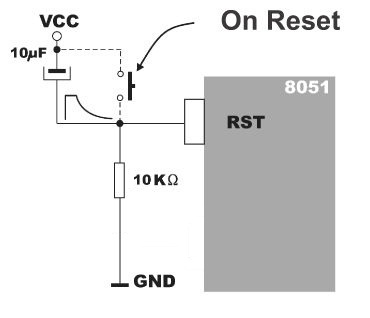 VCC
On Reset
10µF
8051
RST
10KΩ
GND